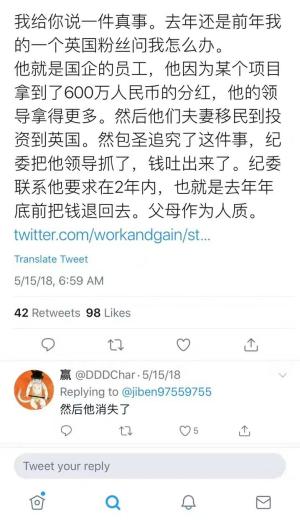 我给你说一件真事。去年还是前年我
的一个英国粉丝问我怎么办。
他就是国企的员工，他因为某个项目
拿到了600万人民币的分红，他的领
导拿得更多。然后他们夫妻移民到投
资到英国。然包圣追究了这件事，纪
委把他领导抓了，钱吐出来了。纪委
联系他要求在2年内，也就是去年年
底前把钱退回去。父母作为人质。
twitter.com/workandgain/st...
Translate Tweet
5/15/18, 6:59 AM
42 Retweets 98 Likes
赢 @DDDChar · 5/15/18
Replying to @jiben97559755
然后他消失了
5
Tweet your reply